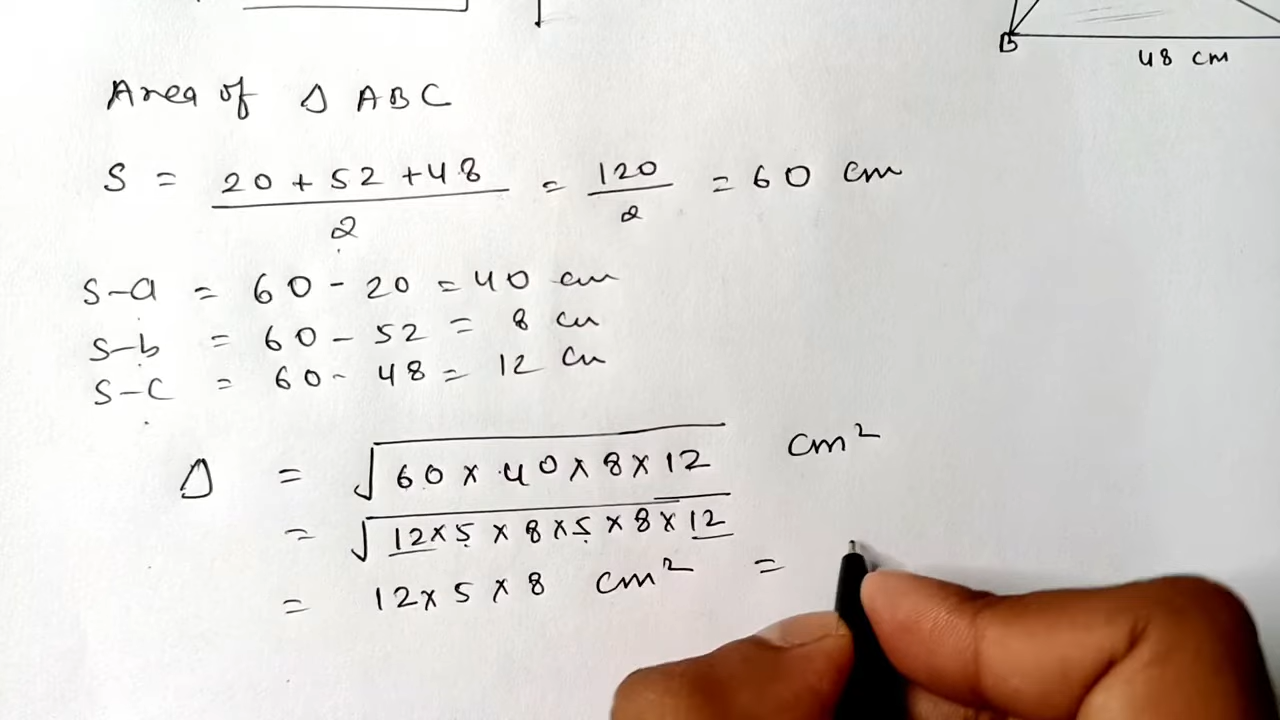 B
48 cm
Area of Δ ABC
S = 20 + 52 + 48 / 2 = 120 / 2 = 60 cm
S-a = 60 - 20 = 40 cm
S-b = 60 - 52 = 8 cm
S-C = 60 - 48 = 12 cm
Δ = √60 × 40 × 8 × 12 cm²
= √12 × 5 × 8 × 5 × 8 × 12
= 12 × 5 × 8 cm² =